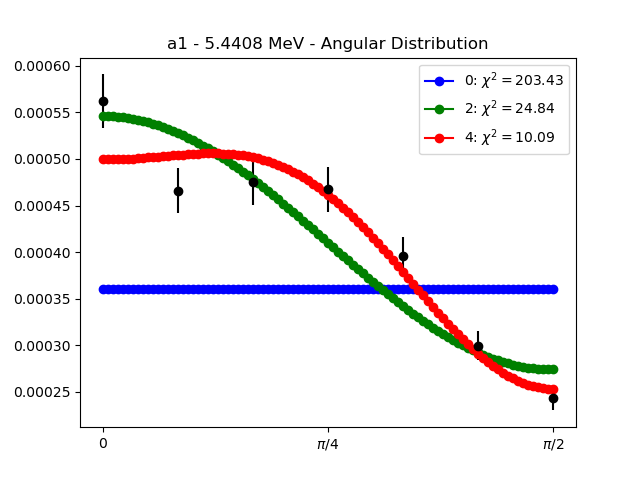 a1 - 5.4408 MeV - Angular Distribution
0.00060
0.00055
0.00050
0.00045
0.00040
0.00035
0.00030
0.00025
0: χ² = 203.43
2: χ² = 24.84
4: χ² = 10.09
0
π/4
π/2